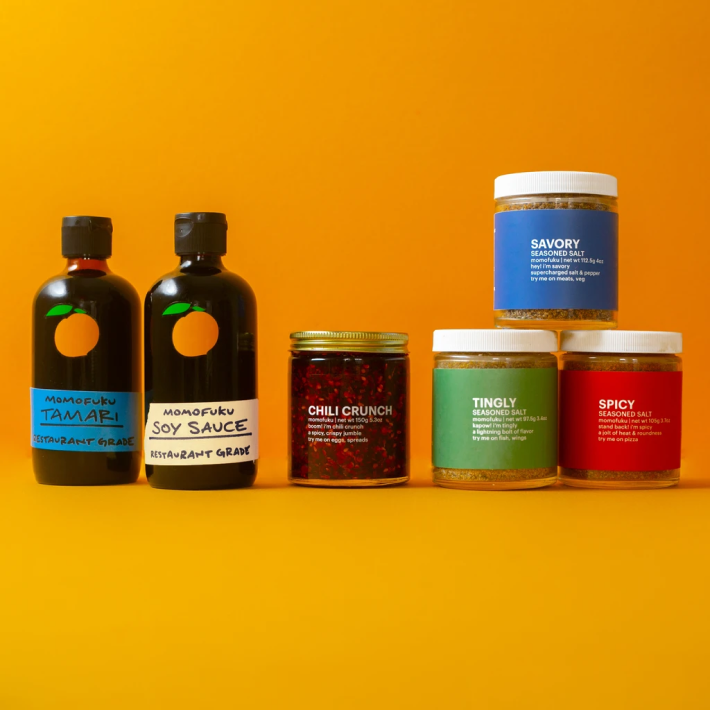 MOMOFUKU
TAMARI
RESTAURANT GRADE
MOMOFUKU
SOY SAUCE
RESTAURANT GRADE
CHILI CRUNCH
momofuku | net wt 150g 5.3oz
boom! i'm chili crunch
a spicy, crispy jumble
try me on eggs, spreads
SAVORY
SEASONED SALT
momofuku | net wt 112.5g 4oz
hey! i'm savory
supercharged salt & pepper
try me on meats, veg
TINGLY
SEASONED SALT
momofuku | net wt 97.5g 3.4oz
kapow! i'm tingly
a lightning bolt of flavor
try me on fish, wings
SPICY
SEASONED SALT
momofuku | net wt
stand back! i'm spicy
a jolt of heat & roundness
try me on pizza